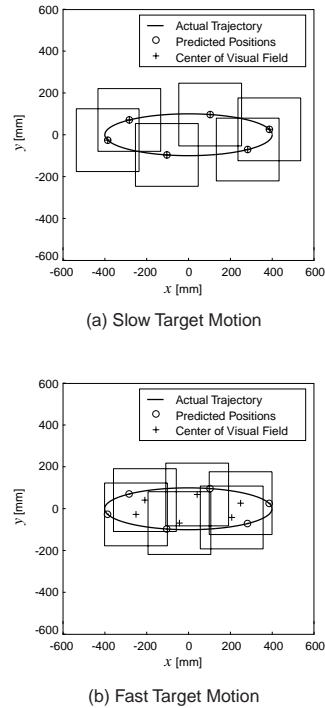 600
Actual Trajectory
Predicted Positions
Center of Visual Field
400
200
0
-200
-400
-600
y [mm]
-600 -400 -200 0 200 400 600
x [mm]
(a) Slow Target Motion
600
Actual Trajectory
Predicted Positions
Center of Visual Field
400
200
0
-200
-400
-600
y [mm]
-600 -400 -200 0 200 400 600
x [mm]
(b) Fast Target Motion